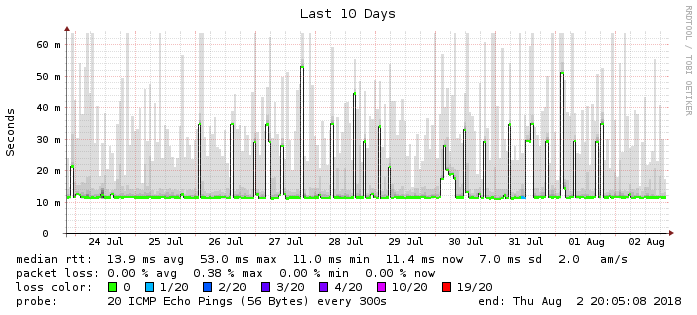 Last 10 Days
RRDTOOL / TOBI OETIKER
Seconds
60 m
50 m
40 m
30 m
20 m
10 m
0
24 Jul 25 Jul 26 Jul 27 Jul 28 Jul 29 Jul 30 Jul 31 Jul 01 Aug 02 Aug
median rtt: 13.9 ms avg 53.0 ms max 11.0 ms min 11.4 ms now 7.0 ms sd 2.0 am/s
packet loss: 0.00 % avg 0.38 % max 0.00 % min 0.00 % now
loss color: 0 1/20 2/20 3/20 4/20 10/20 19/20
probe: 20 ICMP Echo Pings (56 Bytes) every 300s end: Thu Aug 2 20:05:08 2018